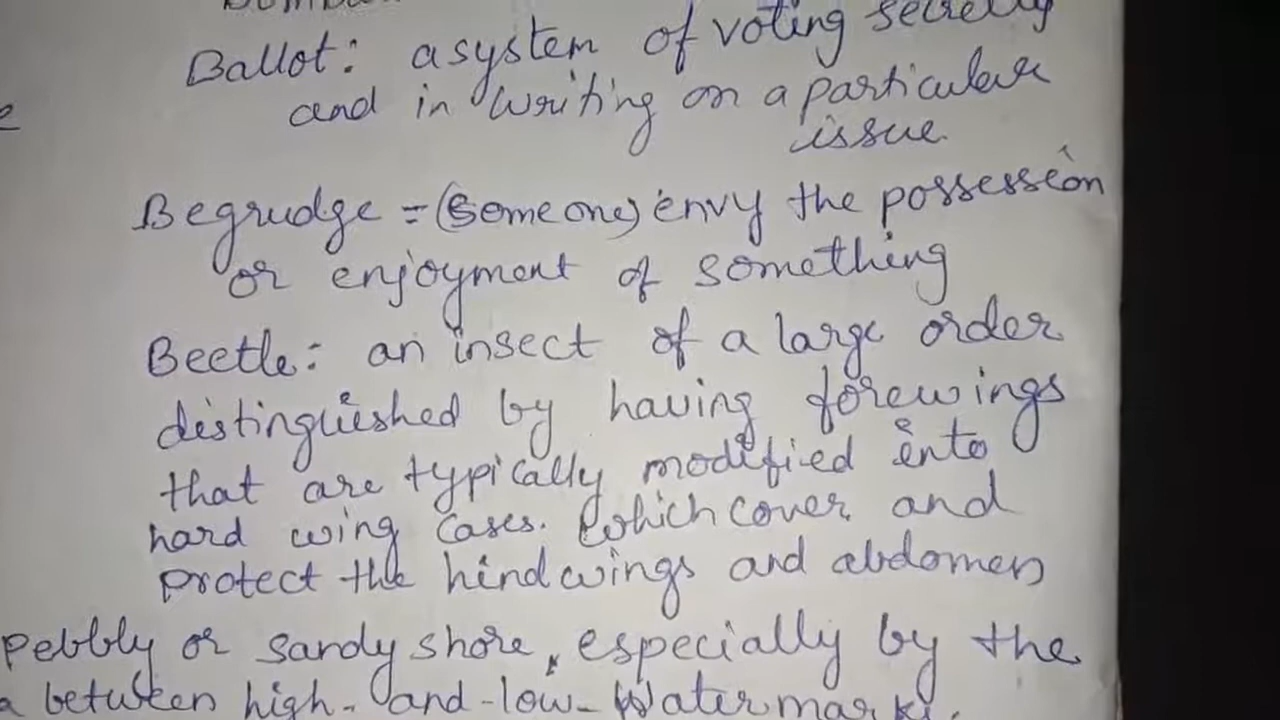 Ballot: a system of voting secretly
and in writing on a particular
issue.
Begrudge = (Someone) envy the possession
or enjoyment of something
Beetle: an insect of a large order
distinguished by having forewings
that are typically modified into
hard wing cases. Which cover and
protect the hindwings and abdomen
pebbly or sandy shore, especially by the
between high- and-low-Water marks.